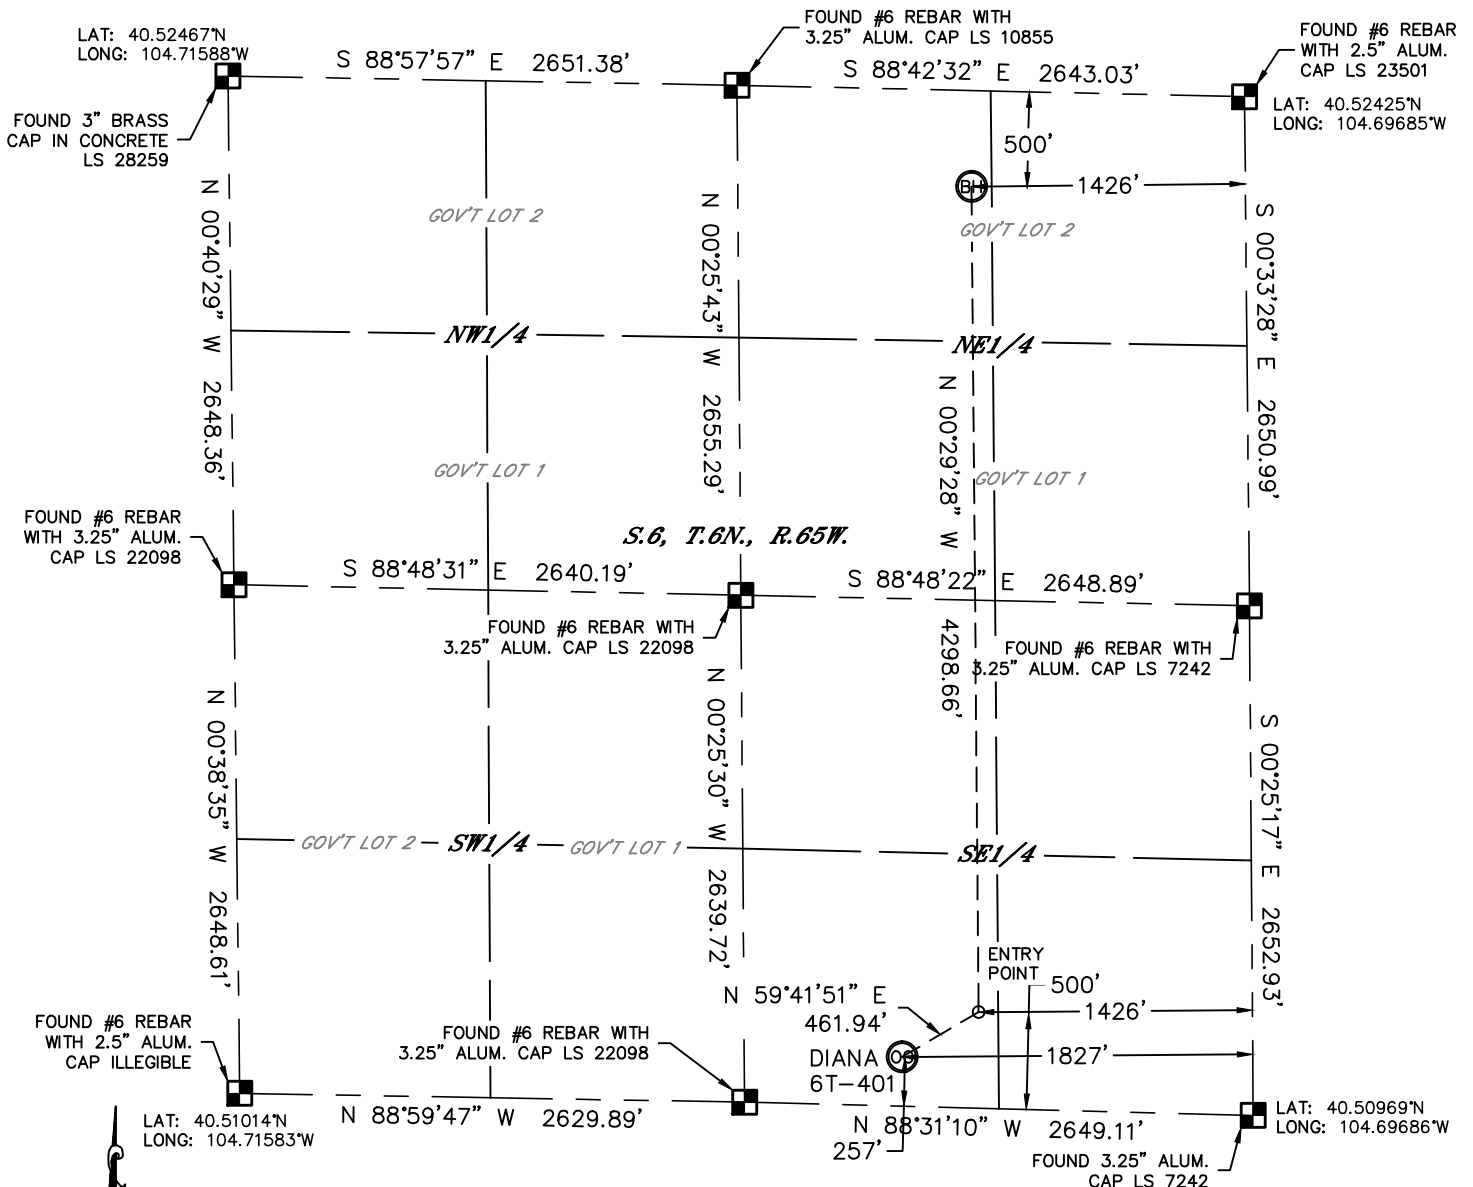 LAT: 40.52467°N
LONG: 104.71588°W
S 88°57'57" E 2651.38'
FOUND #6 REBAR WITH
3.25" ALUM. CAP LS 10855
S 88°42'32" E 2643.03'
FOUND #6 REBAR
WITH 2.5" ALUM.
CAP LS 23501
LAT: 40.52425°N
LONG: 104.69685°W
FOUND 3" BRASS
CAP IN CONCRETE
LS 28259
500'
BH
1426'
N 00°40'29" W 2648.36'
GOV'T LOT 2
N 00°25'43" W 2655.29'
GOV'T LOT 2
S 00°33'28" E 2650.99'
NW1/4
NE1/4
N 00°29'28" W 4298.66'
GOV'T LOT 1
GOV'T LOT 1
S.6, T.6N., R.65W.
FOUND #6 REBAR
WITH 3.25" ALUM.
CAP LS 22098
S 88°48'31" E 2640.19'
S 88°48'22" E 2648.89'
FOUND #6 REBAR WITH
3.25" ALUM. CAP LS 22098
FOUND #6 REBAR WITH
3.25" ALUM. CAP LS 7242
N 00°38'35" W 2648.61'
N 00°25'30" W 2639.72'
S 00°25'17" E 2652.93'
GOV'T LOT 2
SW1/4
GOV'T LOT 1
SE1/4
ENTRY
POINT
500'
1426'
N 59°41'51" E
461.94'
FOUND #6 REBAR
WITH 2.5" ALUM.
CAP ILLEGIBLE
FOUND #6 REBAR WITH
3.25" ALUM. CAP LS 22098
DIANA
6T-401
1827'
LAT: 40.51014°N
LONG: 104.71583°W
N 88°59'47" W 2629.89'
N 88°31'10" W 2649.11'
257'
LAT: 40.50969°N
LONG: 104.69686°W
FOUND 3.25" ALUM.
CAP LS 7242